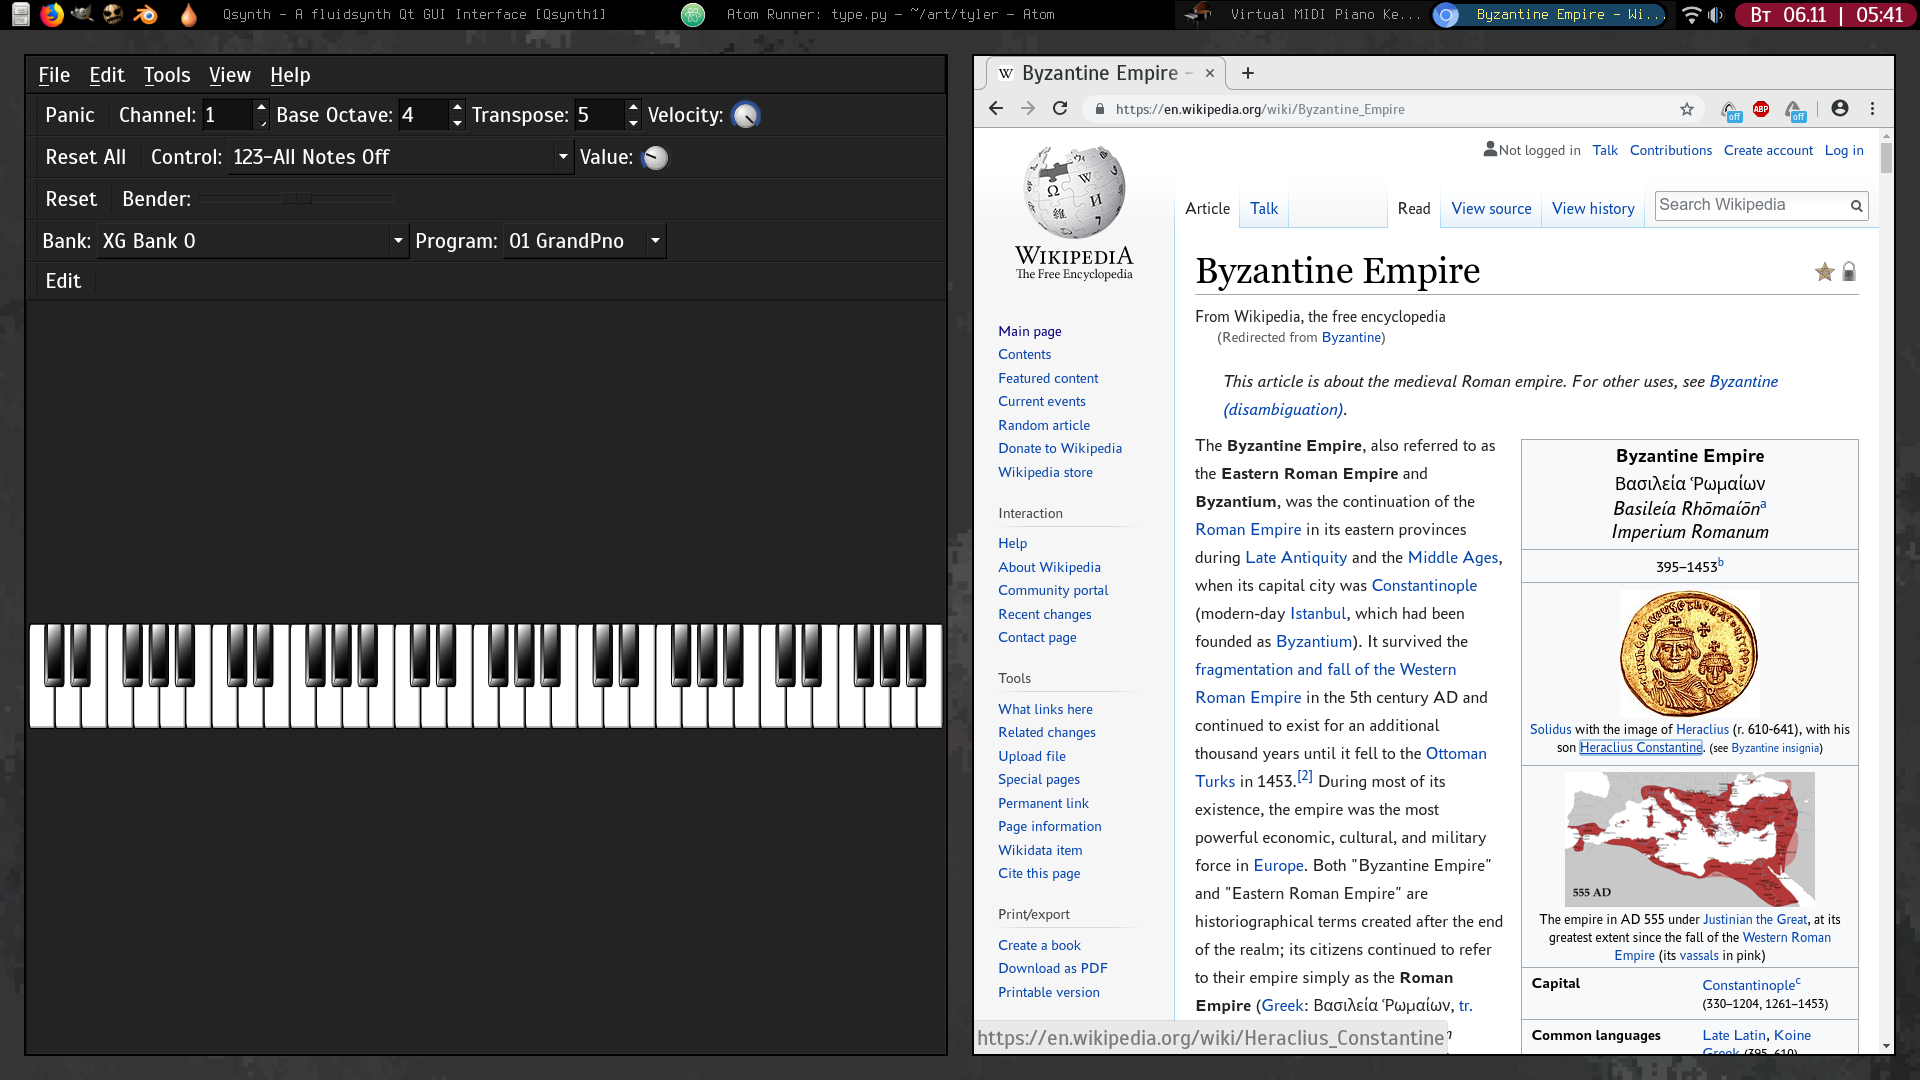 Qsynth – A fluidsynth Qt GUI Interface [Qsynth1]
Atom Runner: type.py – ~/art/tyler – Atom
Virtual MIDI Piano Ke...
Byzantine Empire – Wi...
Вт 06.11 | 05:41
File Edit Tools View Help
Panic Channel: 1 Base Octave: 4 Transpose: 5 Velocity:
Reset All Control: 123-All Notes Off Value:
Reset Bender:
Bank: XG Bank 0 Program: 01 GrandPno
Edit
W Byzantine Empire –
https://en.wikipedia.org/wiki/Byzantine_Empire
off ABP off
Not logged in Talk Contributions Create account Log in
Article Talk Read View source View history Search Wikipedia
WIKIPEDIA
The Free Encyclopedia
Main page
Contents
Featured content
Current events
Random article
Donate to Wikipedia
Wikipedia store
Interaction
Help
About Wikipedia
Community portal
Recent changes
Contact page
Tools
What links here
Related changes
Upload file
Special pages
Permanent link
Page information
Wikidata item
Cite this page
Print/export
Create a book
Download as PDF
Printable version
Byzantine Empire
From Wikipedia, the free encyclopedia
(Redirected from Byzantine)
This article is about the medieval Roman empire. For other uses, see Byzantine
(disambiguation).
The Byzantine Empire, also referred to as
the Eastern Roman Empire and
Byzantium, was the continuation of the
Roman Empire in its eastern provinces
during Late Antiquity and the Middle Ages,
when its capital city was Constantinople
(modern-day Istanbul, which had been
founded as Byzantium). It survived the
fragmentation and fall of the Western
Roman Empire in the 5th century AD and
continued to exist for an additional
thousand years until it fell to the Ottoman
Turks in 1453.[2] During most of its
existence, the empire was the most
powerful economic, cultural, and military
force in Europe. Both "Byzantine Empire"
and "Eastern Roman Empire" are
historiographical terms created after the end
of the realm; its citizens continued to refer
to their empire simply as the Roman
Empire (Greek: Βασιλεία Ῥωμαίων, tr.
Byzantine Empire
Βασιλεία Ῥωμαίων
Basileía Rhōmaíōna
Imperium Romanum
395–1453b
Solidus with the image of Heraclius (r. 610-641), with his
son Heraclius Constantine. (see Byzantine insignia)
555 AD
The empire in AD 555 under Justinian the Great, at its
greatest extent since the fall of the Western Roman
Empire (its vassals in pink)
Capital Constantinoplec
(330–1204, 1261–1453)
Common languages Late Latin, Koine
Greek (395–610)
https://en.wikipedia.org/wiki/Heraclius_Constantine